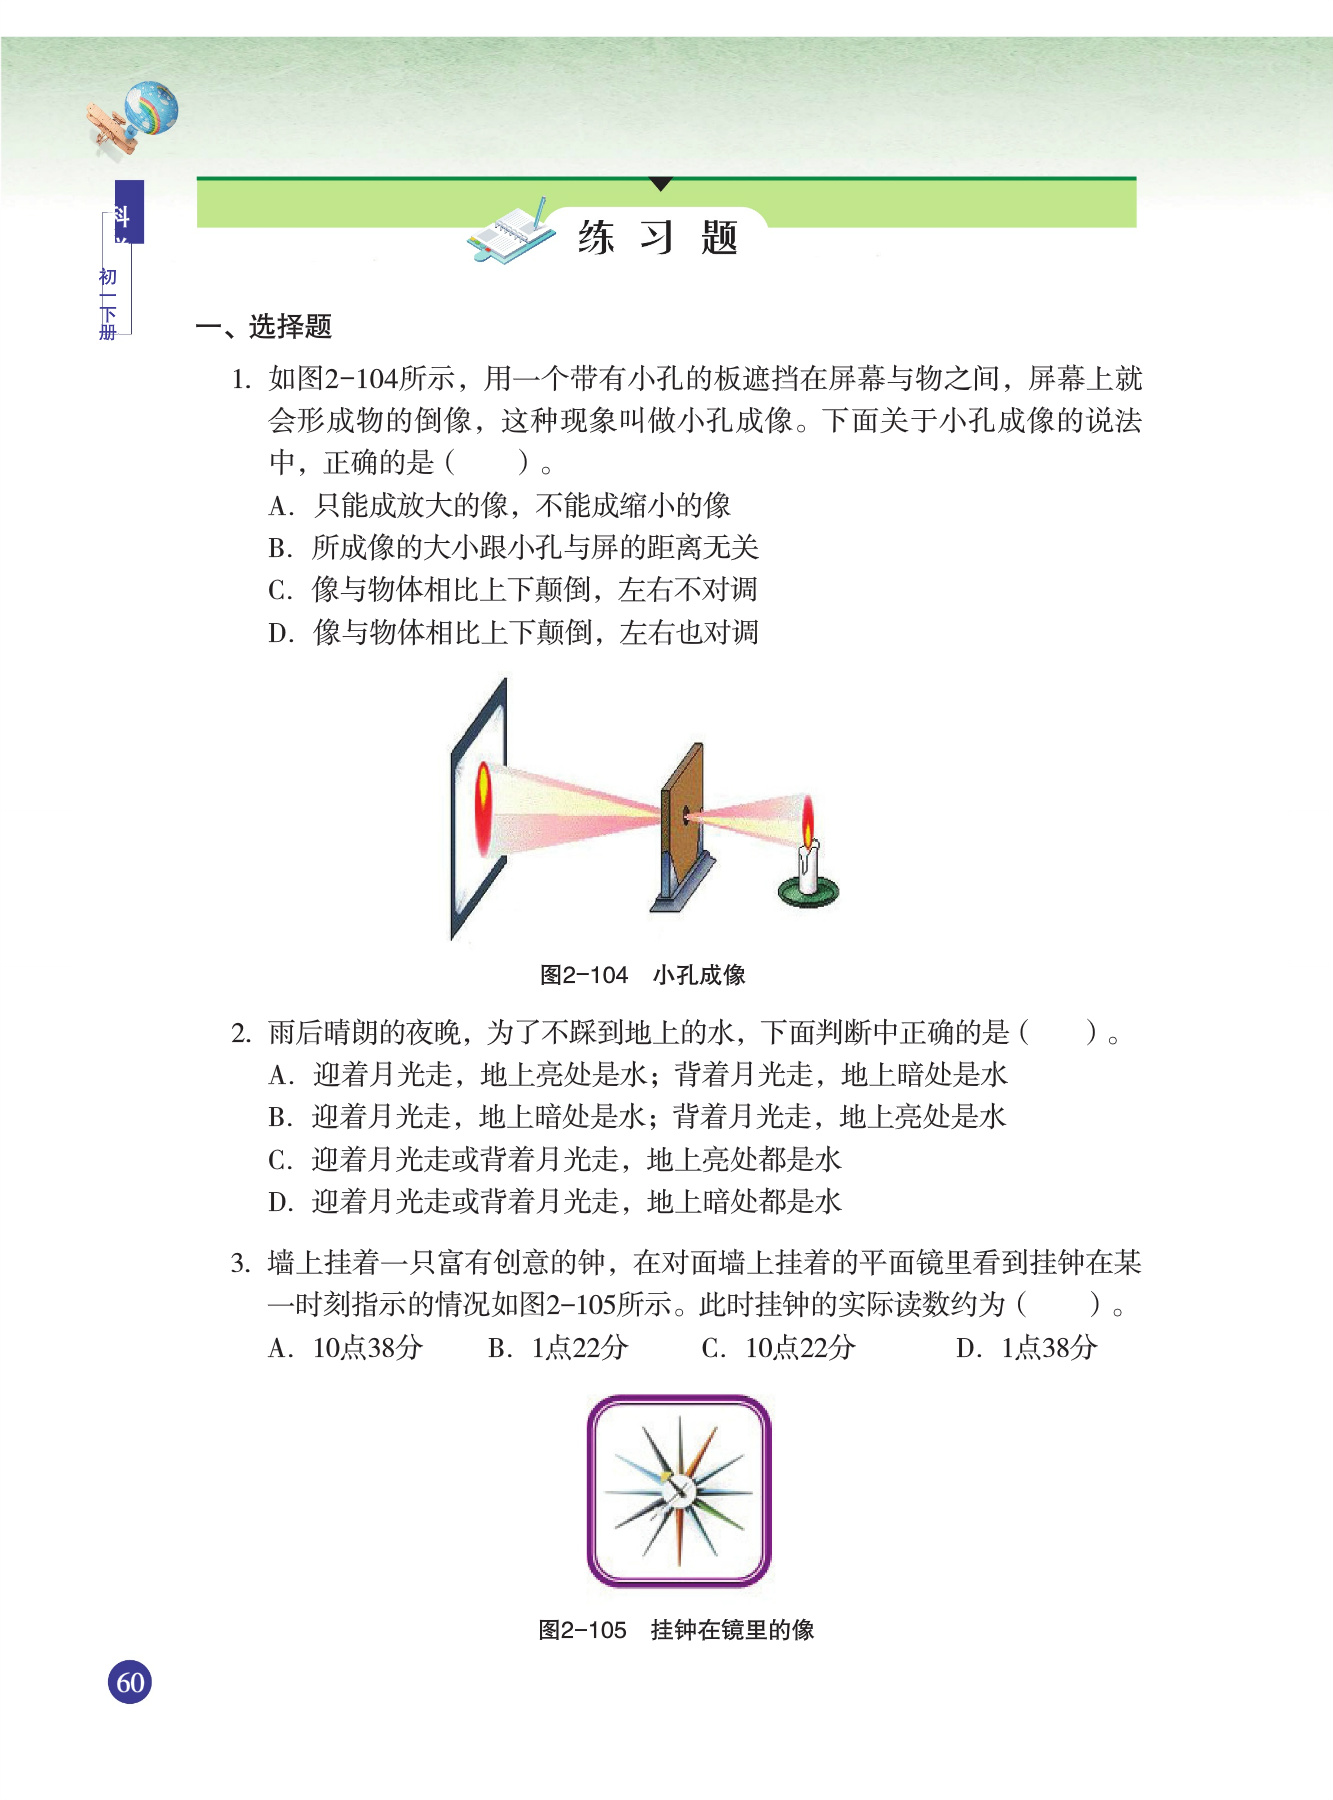 科
初一下册
练习题
一、选择题
1. 如图2-104所示，用一个带有小孔的板遮挡在屏幕与物之间，屏幕上就
会形成物的倒像，这种现象叫做小孔成像。下面关于小孔成像的说法
中，正确的是（　　）。
A. 只能成放大的像，不能成缩小的像
B. 所成像的大小跟小孔与屏的距离无关
C. 像与物体相比上下颠倒，左右不对调
D. 像与物体相比上下颠倒，左右也对调
图2-104　小孔成像
2. 雨后晴朗的夜晚，为了不踩到地上的水，下面判断中正确的是（　　）。
A. 迎着月光走，地上亮处是水；背着月光走，地上暗处是水
B. 迎着月光走，地上暗处是水；背着月光走，地上亮处是水
C. 迎着月光走或背着月光走，地上亮处都是水
D. 迎着月光走或背着月光走，地上暗处都是水
3. 墙上挂着一只富有创意的钟，在对面墙上挂着的平面镜里看到挂钟在某
一时刻指示的情况如图2-105所示。此时挂钟的实际读数约为（　　）。
A. 10点38分　B. 1点22分　C. 10点22分　D. 1点38分
图2-105　挂钟在镜里的像
60